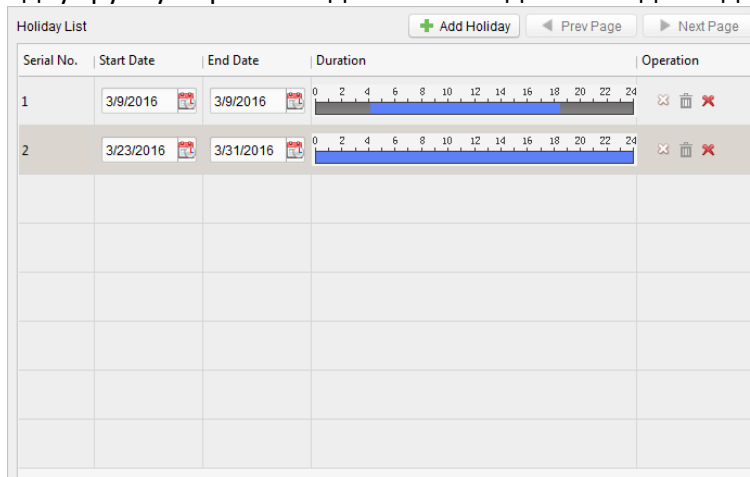 Holiday List Add Holiday Prev Page Next Page
Serial No. Start Date End Date Duration Operation
0 2 4 6 8 10 12 14 16 18 20 22 24
1 3/9/2016 3/9/2016
0 2 4 6 8 10 12 14 16 18 20 22 24
2 3/23/2016 3/31/2016